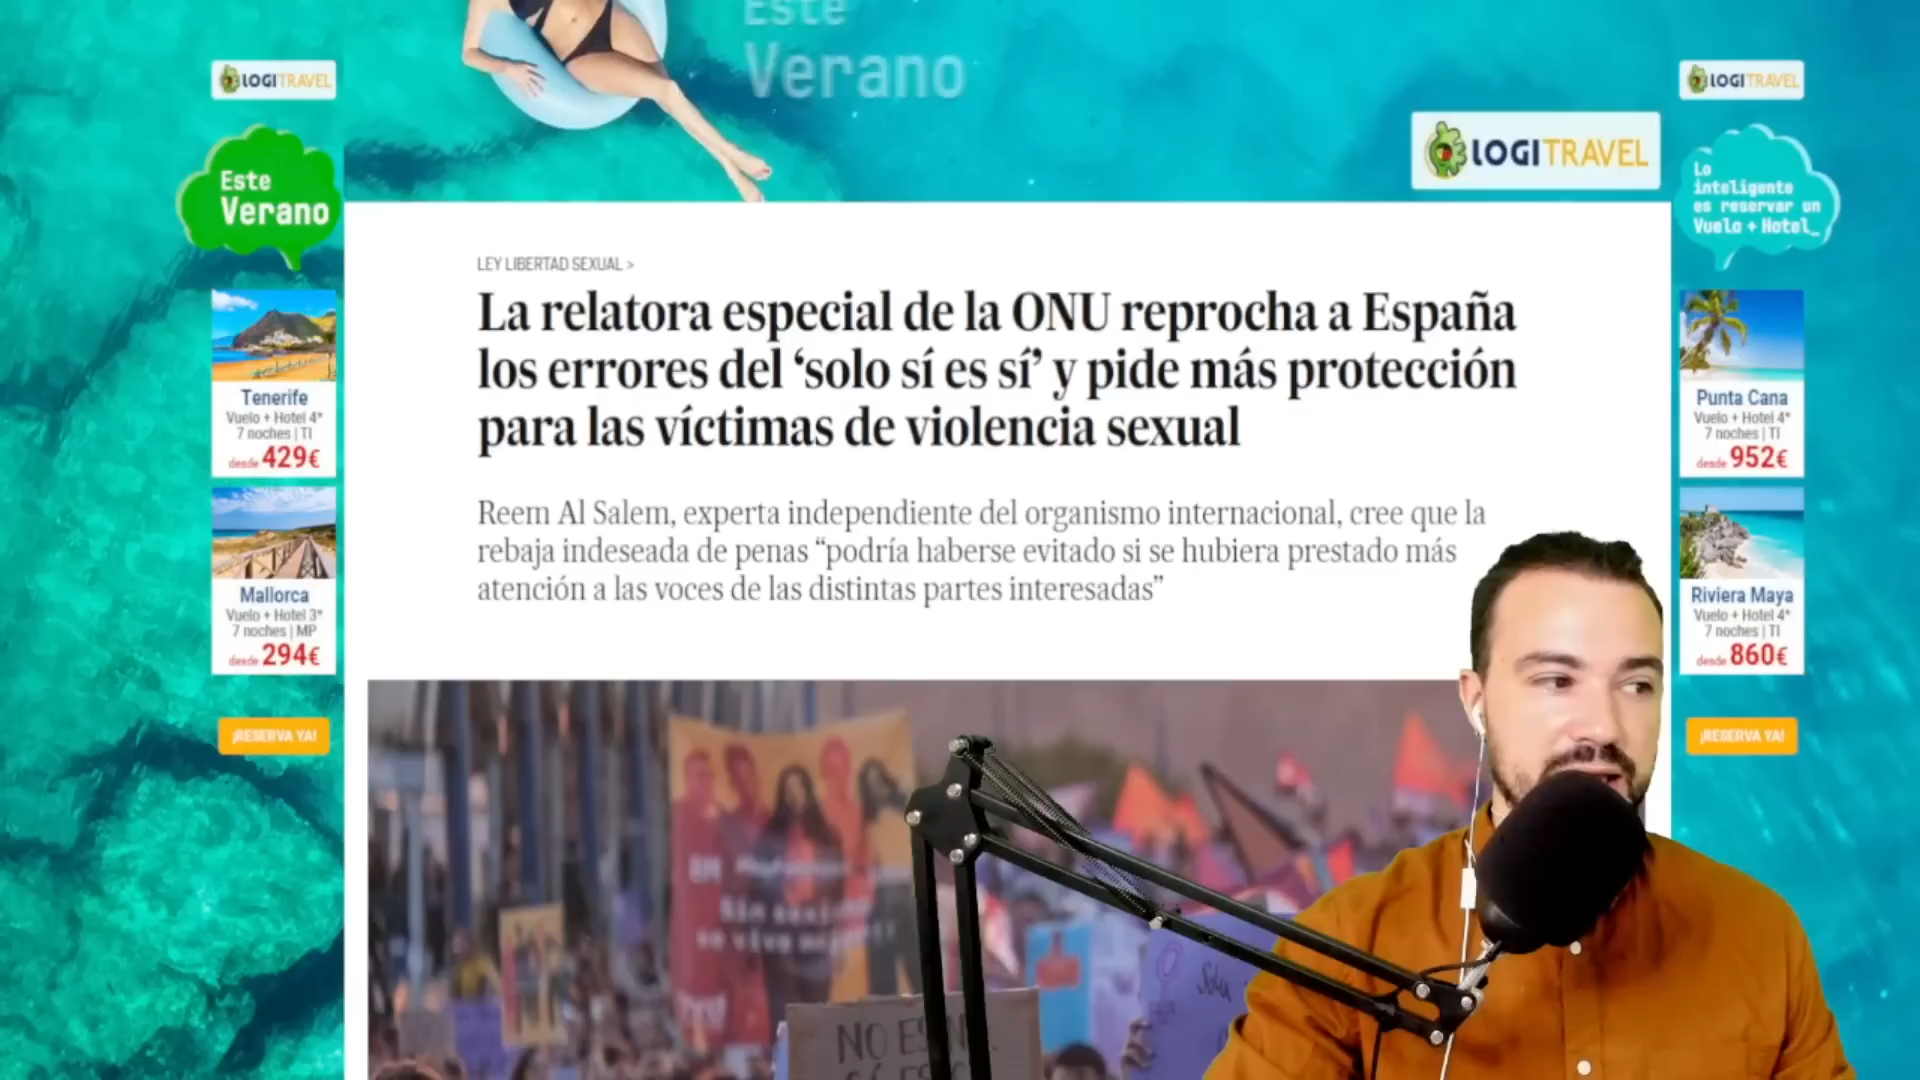 Este
Verano
LOGITRAVEL
LOGITRAVEL
LOGITRAVEL
Este
Verano
Lo
inteligente
es reservar un
Vuelo + Hotel_
LEY LIBERTAD SEXUAL >
La relatora especial de la ONU reprocha a España
los errores del ‘solo sí es sí’ y pide más protección
para las víctimas de violencia sexual
Reem Al Salem, experta independiente del organismo internacional, cree que la
rebaja indeseada de penas “podría haberse evitado si se hubiera prestado más
atención a las voces de las distintas partes interesadas”
Tenerife
Vuelo + Hotel 4*
7 noches | TI
desde 429€
Mallorca
Vuelo + Hotel 3*
7 noches | MP
desde 294€
¡RESERVA YA!
Punta Cana
Vuelo + Hotel 4*
7 noches | TI
desde 952€
Riviera Maya
Vuelo + Hotel 4*
7 noches | TI
desde 860€
¡RESERVA YA!
NO ES